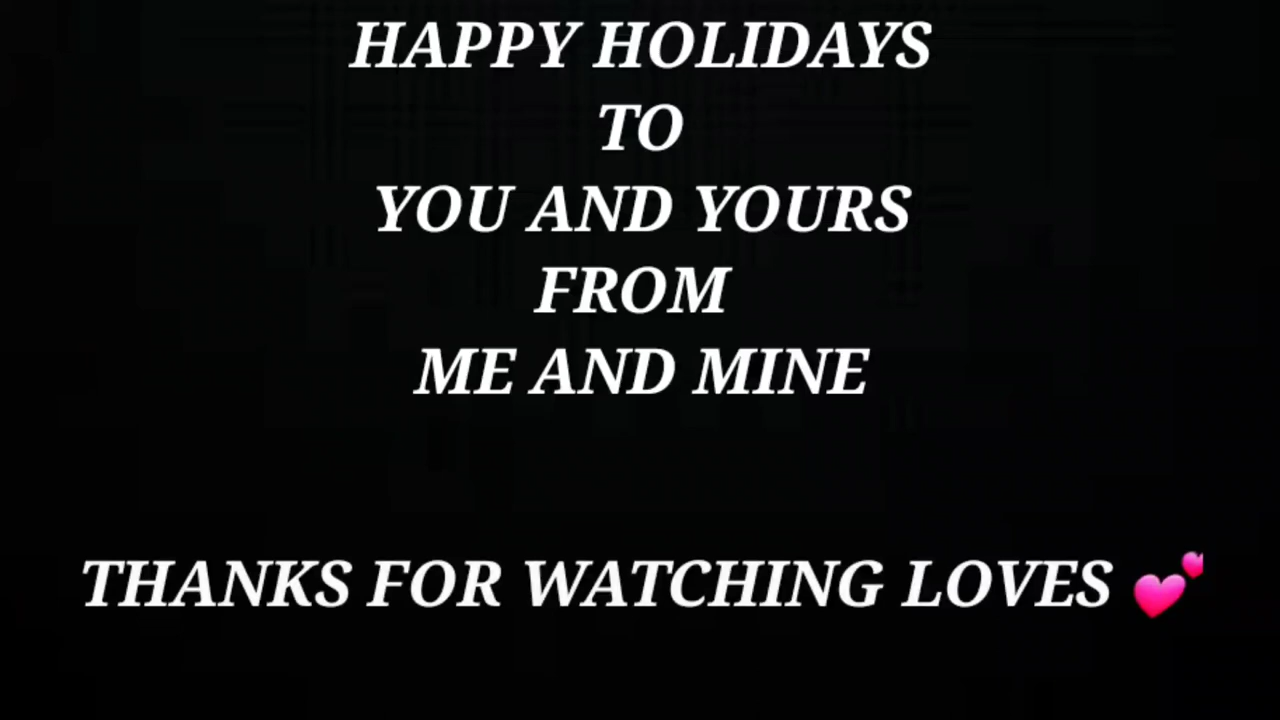 HAPPY HOLIDAYS
TO
YOU AND YOURS
FROM
ME AND MINE
THANKS FOR WATCHING LOVES 💕